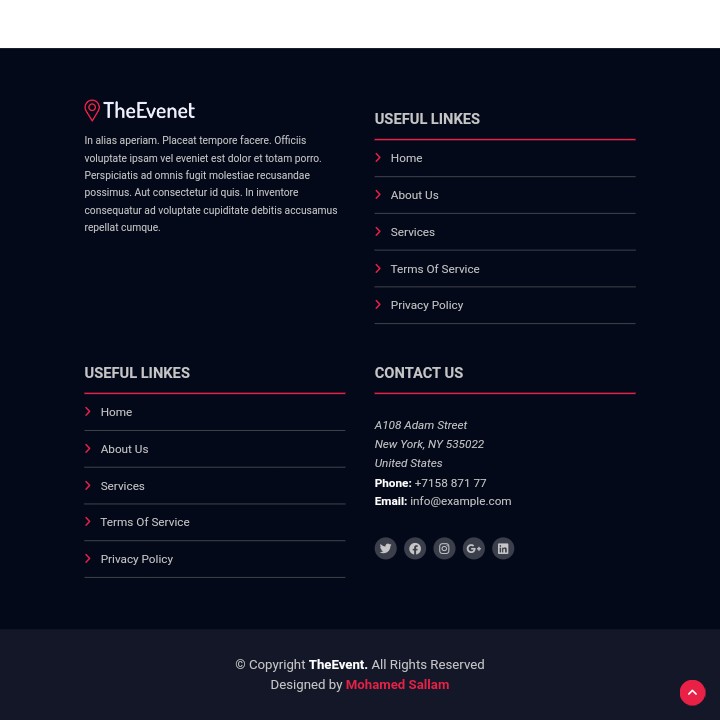 TheEvenet
In alias aperiam. Placeat tempore facere. Officiis
voluptate ipsam vel eveniet est dolor et totam porro.
Perspiciatis ad omnis fugit molestiae recusandae
possimus. Aut consectetur id quis. In inventore
consequatur ad voluptate cupiditate debitis accusamus
repellat cumque.
USEFUL LINKES
Home
About Us
Services
Terms Of Service
Privacy Policy
USEFUL LINKES
Home
About Us
Services
Terms Of Service
Privacy Policy
CONTACT US
A108 Adam Street
New York, NY 535022
United States
Phone: +7158 871 77
Email: info@example.com
© Copyright TheEvent. All Rights Reserved
Designed by Mohamed Sallam